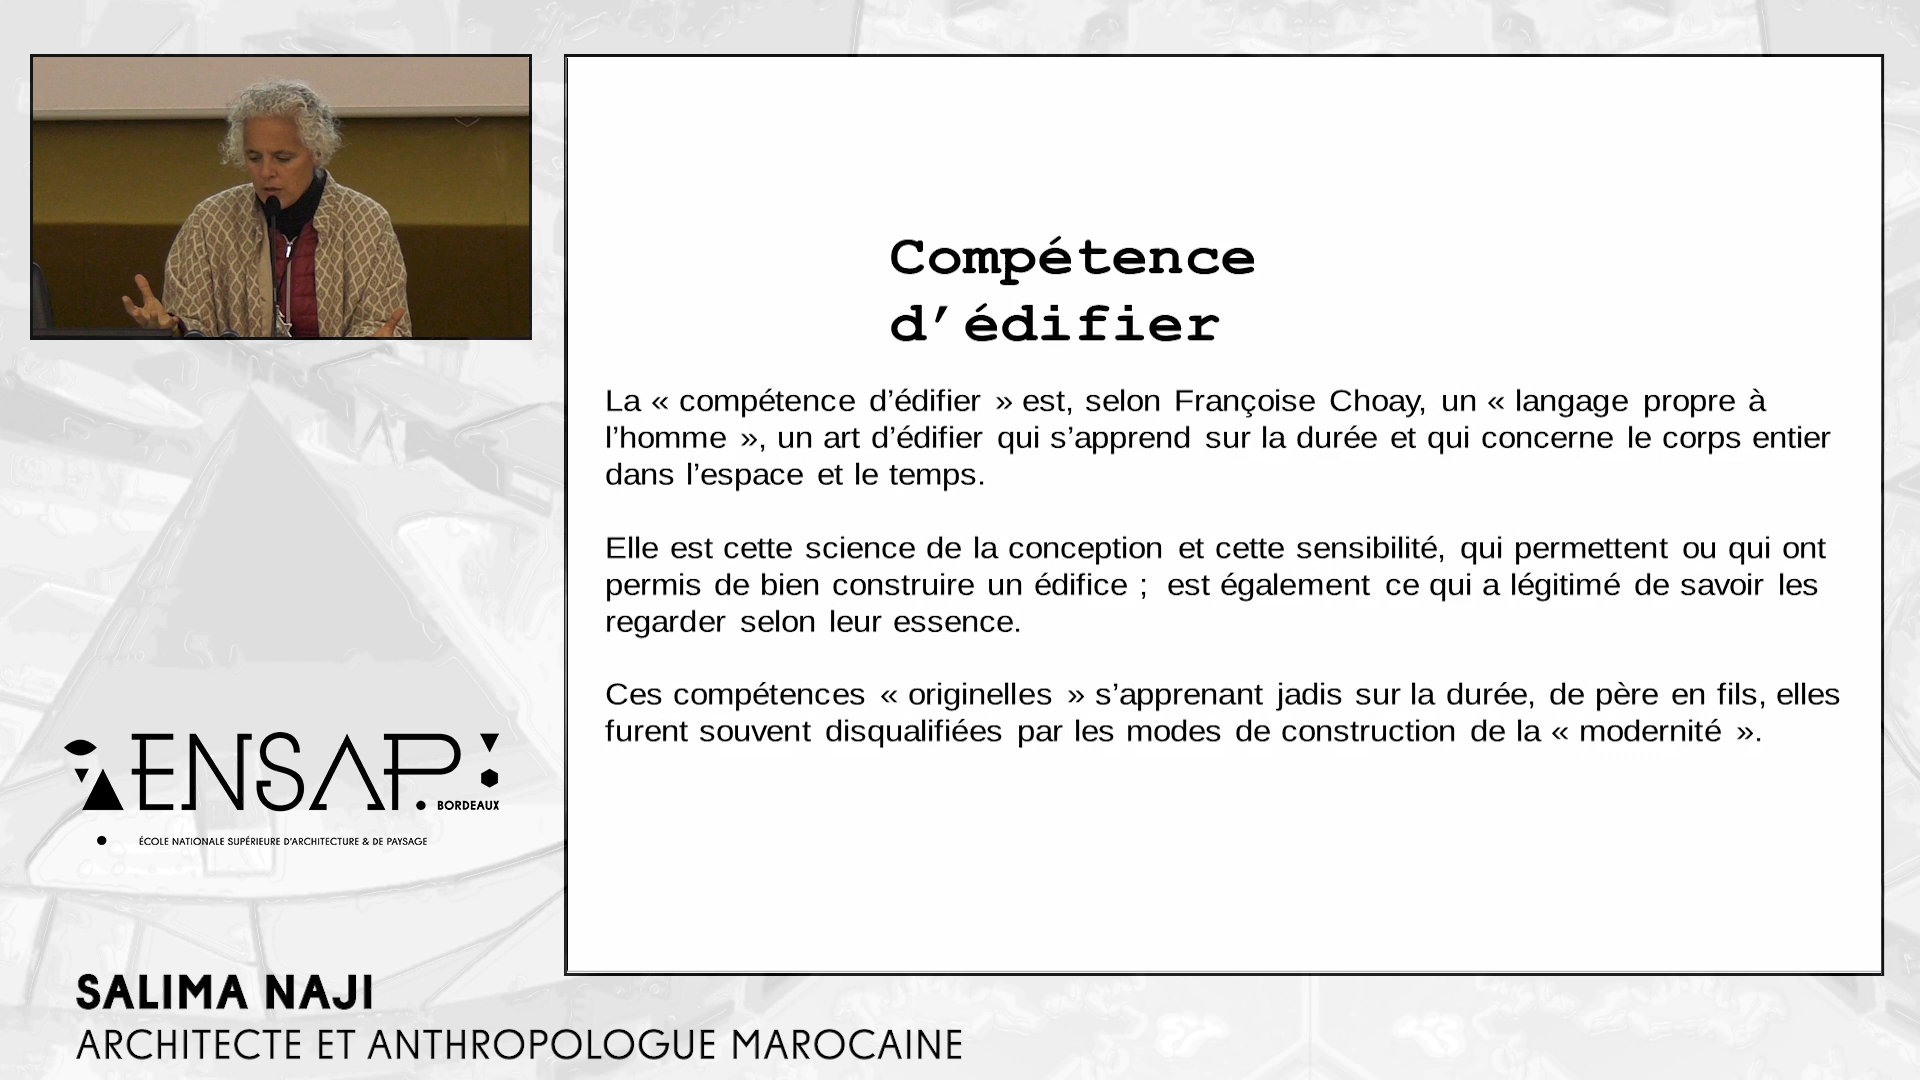 Compétence
d’édifier
La « compétence d’édifier » est, selon Françoise Choay, un « langage propre à
l’homme », un art d’édifier qui s’apprend sur la durée et qui concerne le corps entier
dans l’espace et le temps.
Elle est cette science de la conception et cette sensibilité, qui permettent ou qui ont
permis de bien construire un édifice ; est également ce qui a légitimé de savoir les
regarder selon leur essence.
Ces compétences « originelles » s’apprenant jadis sur la durée, de père en fils, elles
furent souvent disqualifiées par les modes de construction de la « modernité ».
ENSAP.
BORDEAUX
ÉCOLE NATIONALE SUPÉRIEURE D'ARCHITECTURE & DE PAYSAGE
SALIMA NAJI
ARCHITECTE ET ANTHROPOLOGUE MAROCAINE